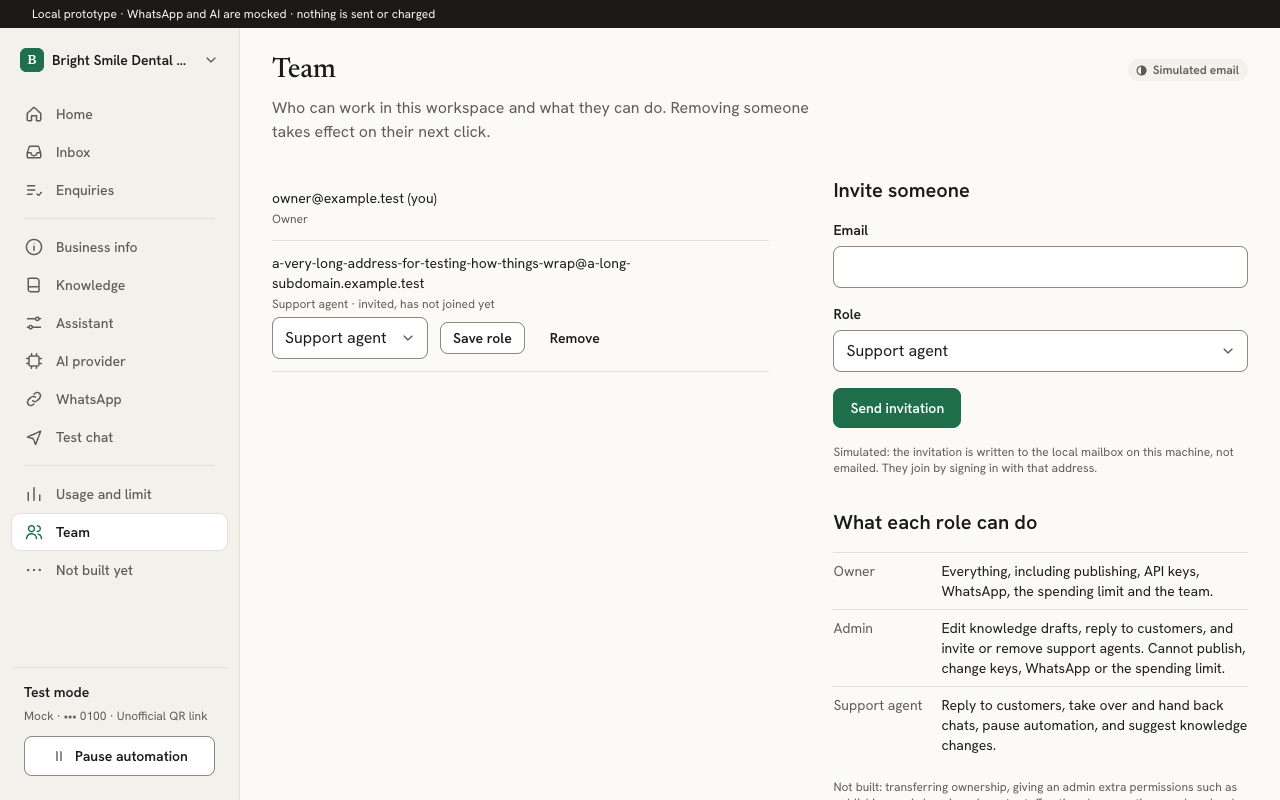 Local prototype · WhatsApp and AI are mocked · nothing is sent or charged
B
Bright Smile Dental ...
Home
Inbox
Enquiries
Business info
Knowledge
Assistant
AI provider
WhatsApp
Test chat
Usage and limit
Team
Not built yet
Test mode
Mock · ••• 0100 · Unofficial QR link
Pause automation
Team
Simulated email
Who can work in this workspace and what they can do. Removing someone
takes effect on their next click.
owner@example.test (you)
Owner
a-very-long-address-for-testing-how-things-wrap@a-long-
subdomain.example.test
Support agent · invited, has not joined yet
Support agent
Save role
Remove
Invite someone
Email
Role
Support agent
Send invitation
Simulated: the invitation is written to the local mailbox on this machine, not
emailed. They join by signing in with that address.
What each role can do
Owner
Everything, including publishing, API keys,
WhatsApp, the spending limit and the team.
Admin
Edit knowledge drafts, reply to customers, and
invite or remove support agents. Cannot publish,
change keys, WhatsApp or the spending limit.
Support agent
Reply to customers, take over and hand back
chats, pause automation, and suggest knowledge
changes.
Not built: transferring ownership, giving an admin extra permissions such as